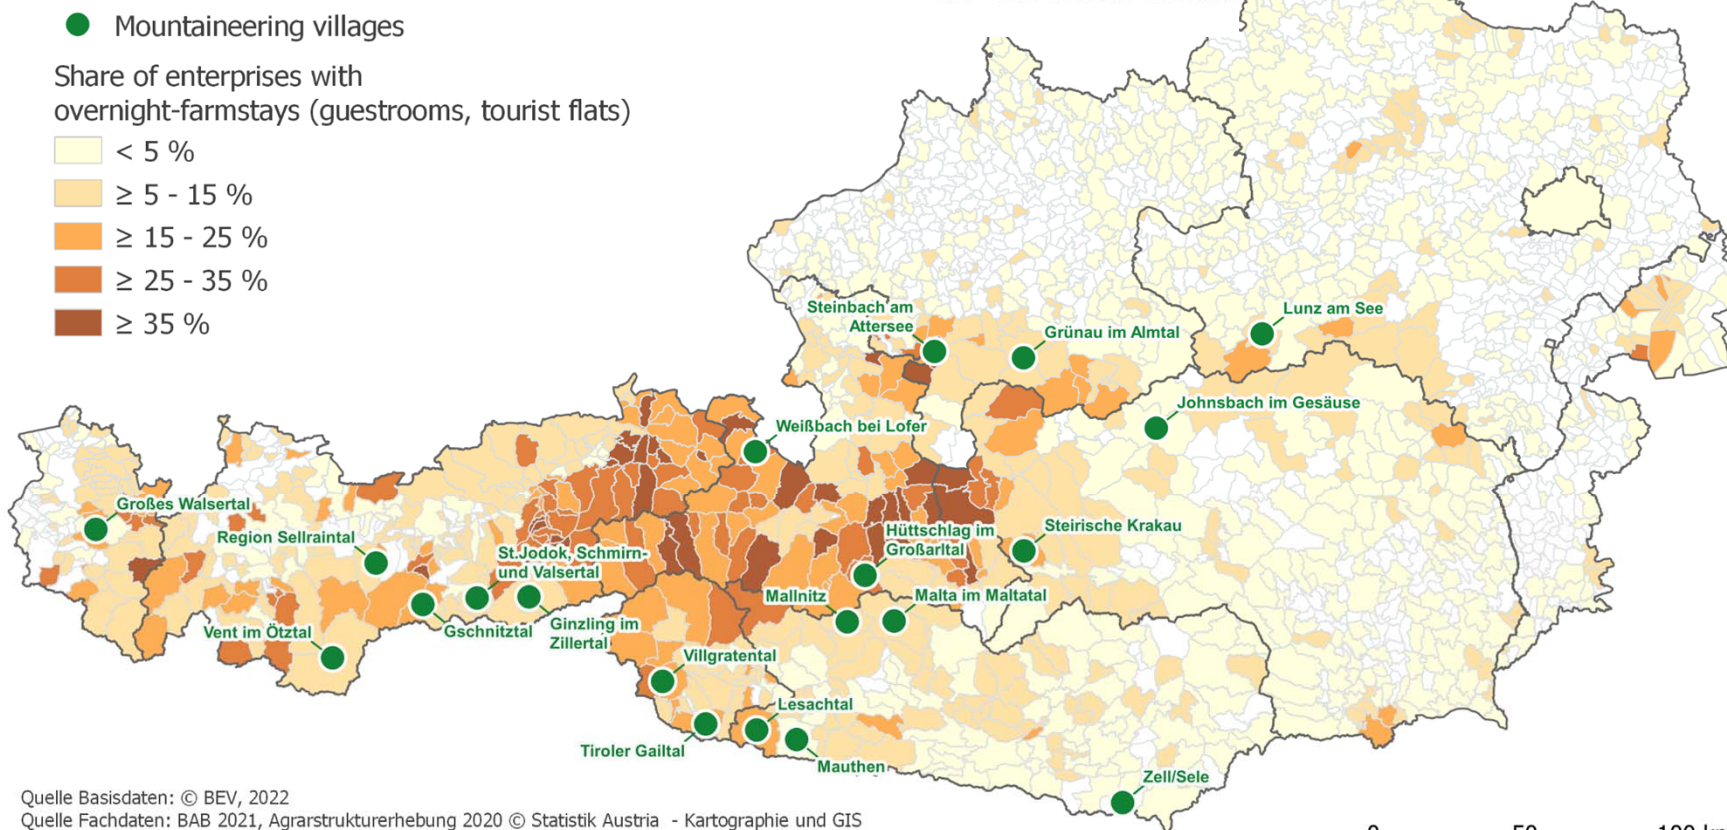 Mountaineering villages
Share of enterprises with
overnight-farmstays (guestrooms, tourist flats)
< 5 %
≥ 5 - 15 %
≥ 15 - 25 %
≥ 25 - 35 %
≥ 35 %
Steinbach am
Attersee
Grünau im Almtal
Lunz am See
Johnsbach im Gesäuse
Weißbach bei Lofer
Großes Walsertal
Region Sellraintal
St.Jodok, Schmirn-
und Valsertal
Hüttschlag im
Großarltal
Steirische Krakau
Mallnitz
Malta im Maltatal
Vent im Ötztal
Gschnitztal
Ginzling im
Zillertal
Villgratental
Lesachtal
Tiroler Gailtal
Mauthen
Zell/Sele
Quelle Basisdaten: © BEV, 2022
Quelle Fachdaten: BAB 2021, Agrarstrukturerhebung 2020 © Statistik Austria - Kartographie und GIS
0 50 100 k